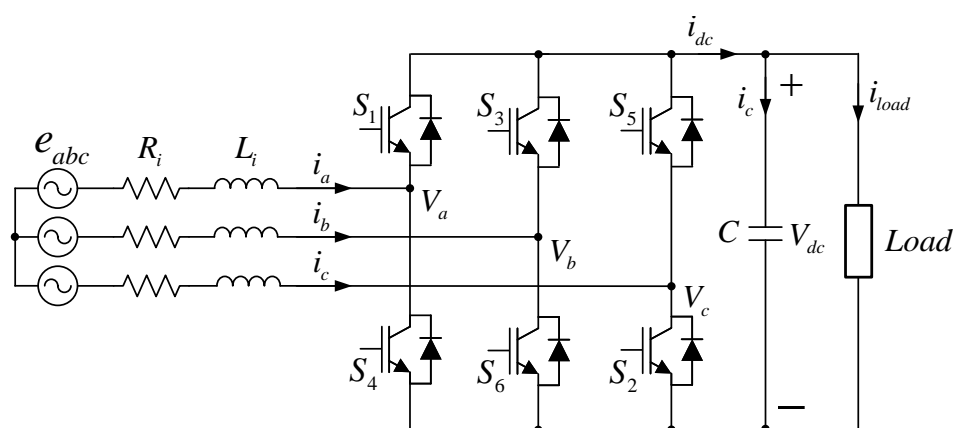 i_dc
S_1 S_3 S_5 i_c + i_load
e_abc R_i L_i i_a
V_a
i_b C V_dc Load
V_b
i_c V_c
S_4 S_6 S_2
−